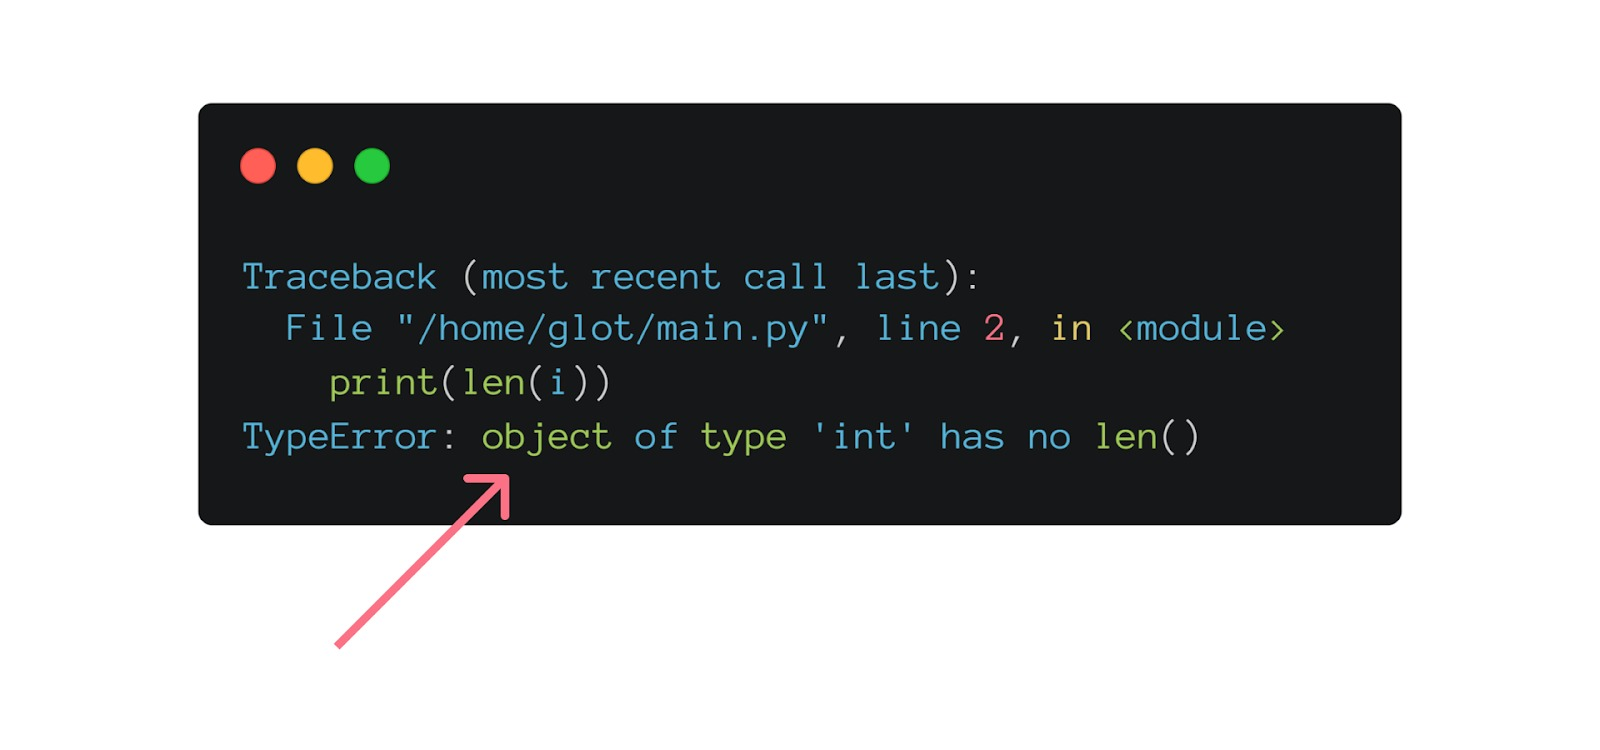 Traceback (most recent call last):
  File "/home/glot/main.py", line 2, in <module>
    print(len(i))
TypeError: object of type 'int' has no len()